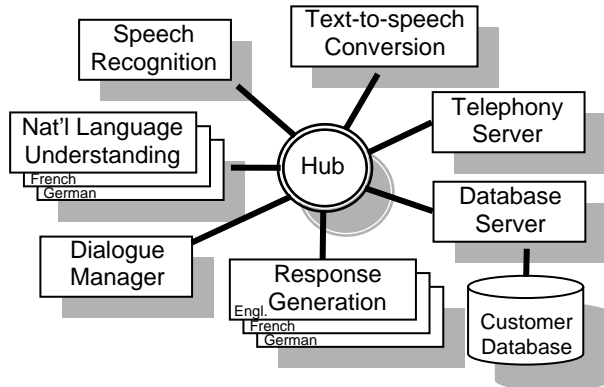 Speech
Recognition
Text-to-speech
Conversion
Nat'l Language
Understanding
French
German
Hub
Telephony
Server
Database
Server
Dialogue
Manager
Response
Generation
Engl.
French
German
Customer
Database